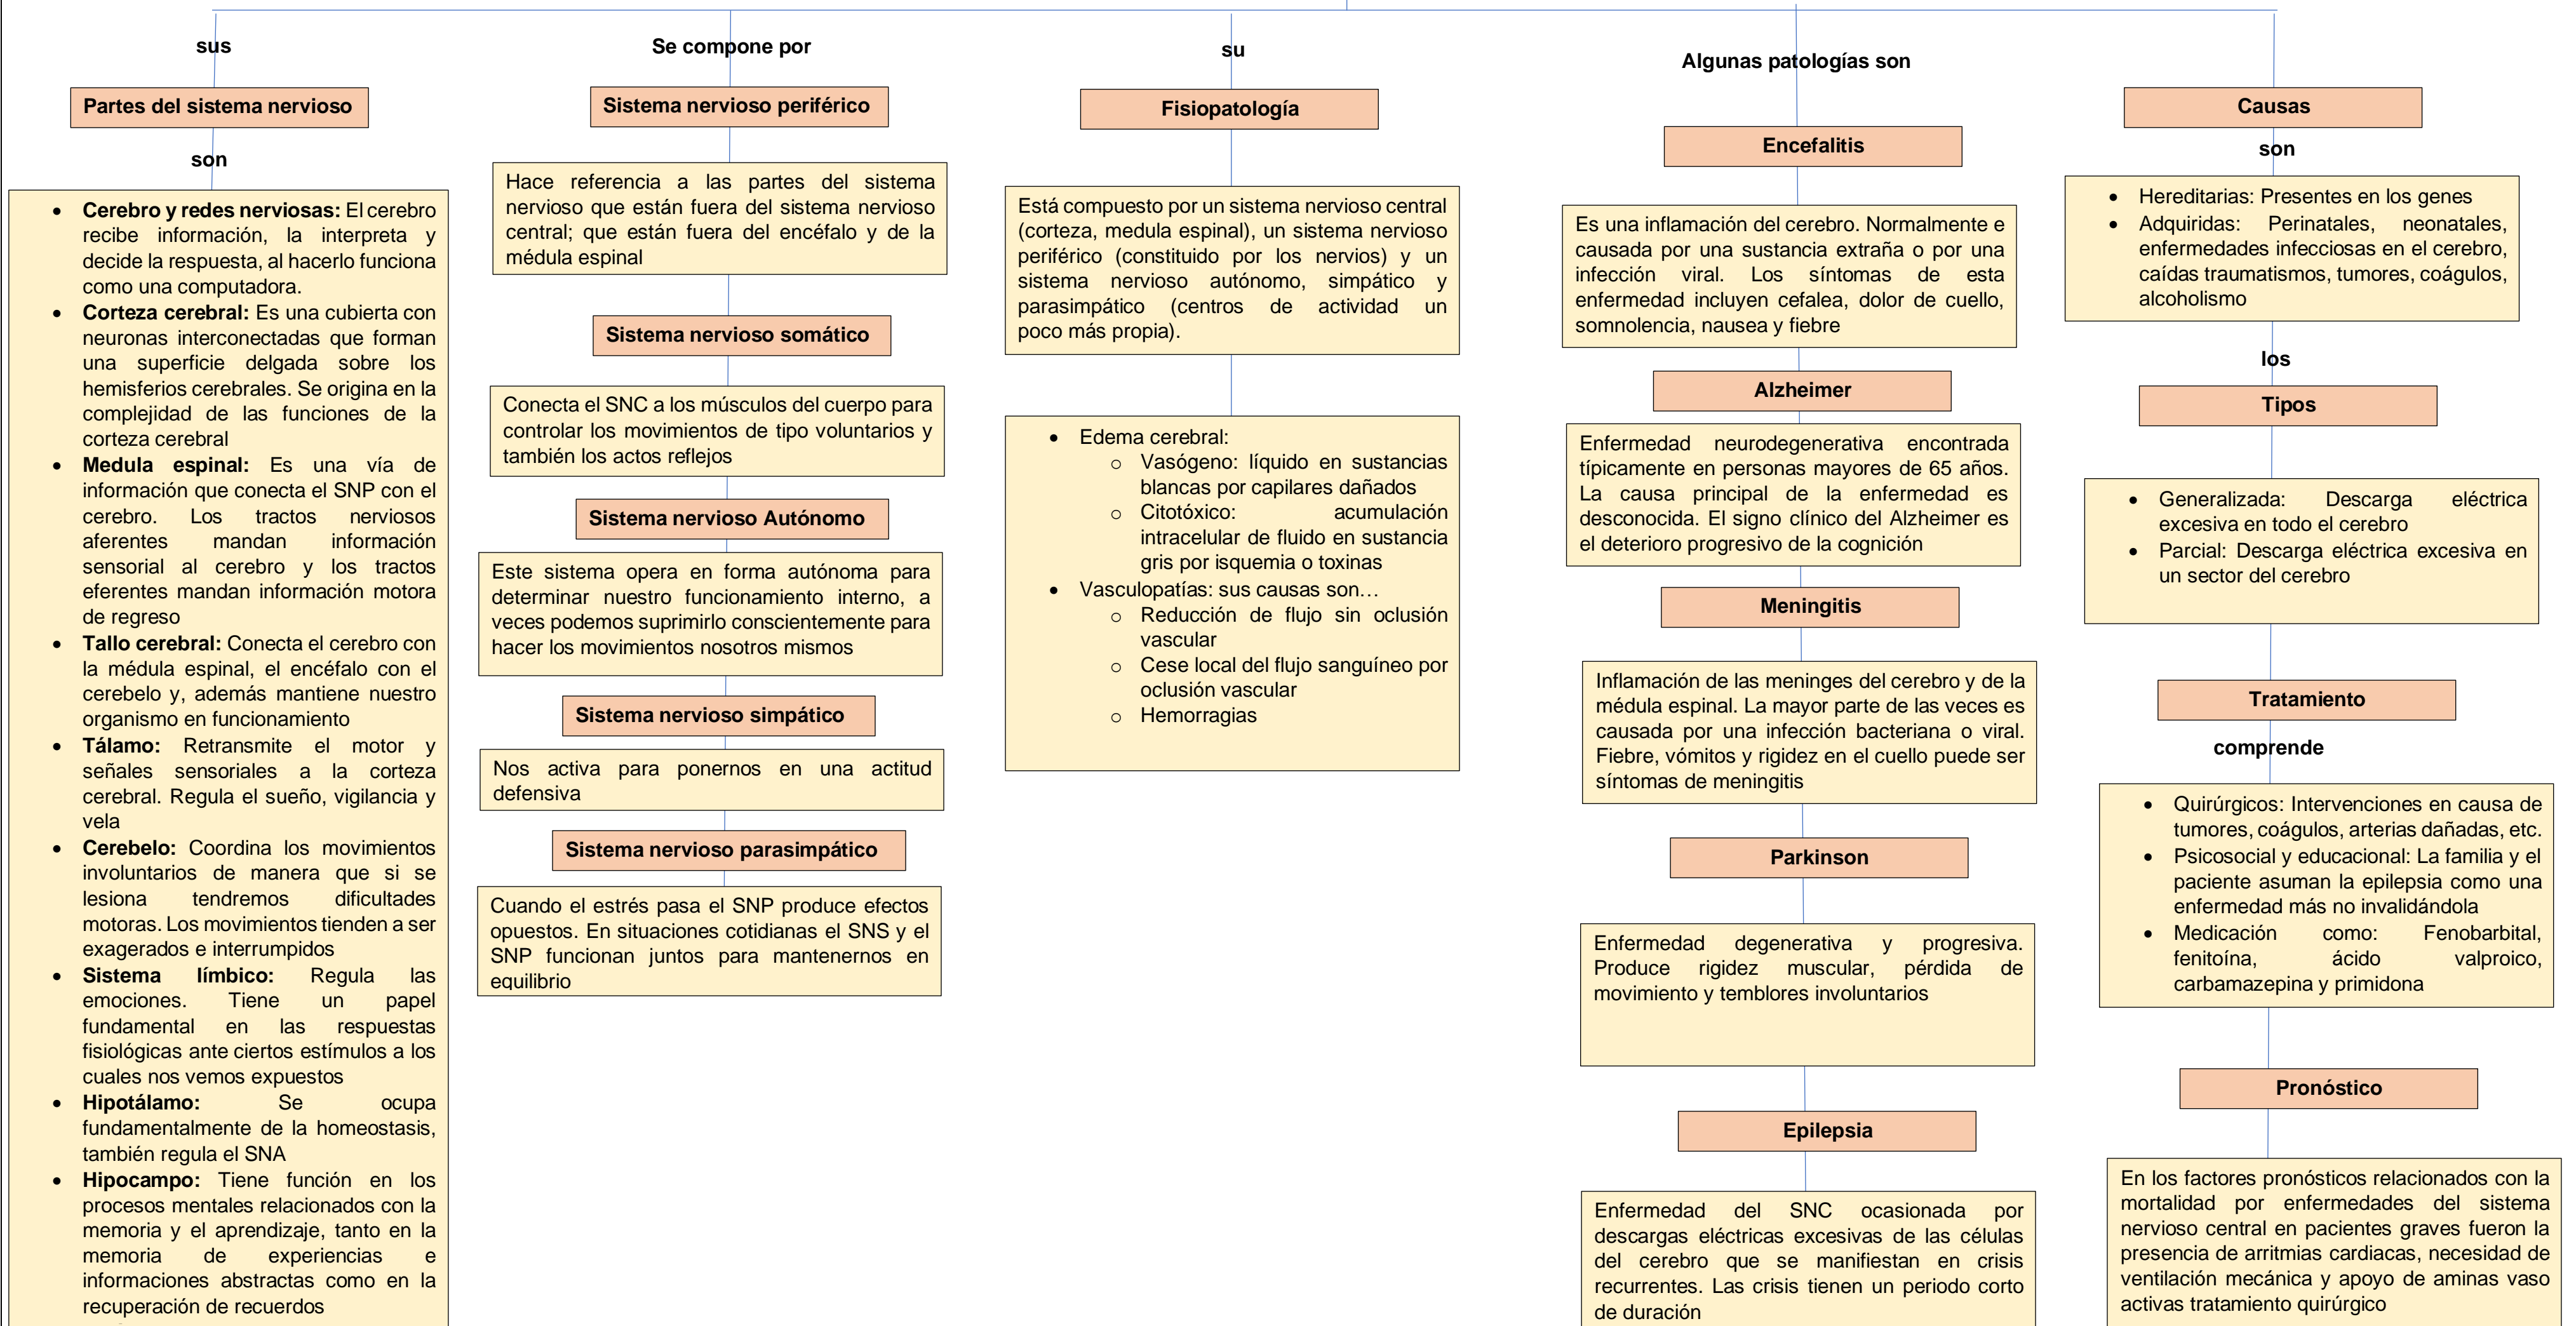 sus
Partes del sistema nervioso
son
• Cerebro y redes nerviosas: El cerebro
recibe información, la interpreta y
decide la respuesta, al hacerlo funciona
como una computadora.
• Corteza cerebral: Es una cubierta con
neuronas interconectadas que forman
una superficie delgada sobre los
hemisferios cerebrales. Se origina en la
complejidad de las funciones de la
corteza cerebral
• Medula espinal: Es una vía de
información que conecta el SNP con el
cerebro. Los tractos nerviosos
aferentes mandan información
sensorial al cerebro y los tractos
eferentes mandan información motora
de regreso
• Tallo cerebral: Conecta el cerebro con
la médula espinal, el encéfalo con el
cerebelo y, además mantiene nuestro
organismo en funcionamiento
• Tálamo: Retransmite el motor y
señales sensoriales a la corteza
cerebral. Regula el sueño, vigilancia y
vela
• Cerebelo: Coordina los movimientos
involuntarios de manera que si se
lesiona tendremos dificultades
motoras. Los movimientos tienden a ser
exagerados e interrumpidos
• Sistema límbico: Regula las
emociones. Tiene un papel
fundamental en las respuestas
fisiológicas ante ciertos estímulos a los
cuales nos vemos expuestos
• Hipotálamo: Se ocupa
fundamentalmente de la homeostasis,
también regula el SNA
• Hipocampo: Tiene función en los
procesos mentales relacionados con la
memoria y el aprendizaje, tanto en la
memoria de experiencias e
informaciones abstractas como en la
recuperación de recuerdos
Se compone por
Sistema nervioso periférico
Hace referencia a las partes del sistema
nervioso que están fuera del sistema nervioso
central; que están fuera del encéfalo y de la
médula espinal
Sistema nervioso somático
Conecta el SNC a los músculos del cuerpo para
controlar los movimientos de tipo voluntarios y
también los actos reflejos
Sistema nervioso Autónomo
Este sistema opera en forma autónoma para
determinar nuestro funcionamiento interno, a
veces podemos suprimirlo conscientemente para
hacer los movimientos nosotros mismos
Sistema nervioso simpático
Nos activa para ponernos en una actitud
defensiva
Sistema nervioso parasimpático
Cuando el estrés pasa el SNP produce efectos
opuestos. En situaciones cotidianas el SNS y el
SNP funcionan juntos para mantenernos en
equilibrio
su
Fisiopatología
Está compuesto por un sistema nervioso central
(corteza, medula espinal), un sistema nervioso
periférico (constituido por los nervios) y un
sistema nervioso autónomo, simpático y
parasimpático (centros de actividad un
poco más propia).
• Edema cerebral:
o Vasógeno: líquido en sustancias
blancas por capilares dañados
o Citotóxico: acumulación
intracelular de fluido en sustancia
gris por isquemia o toxinas
• Vasculopatías: sus causas son…
o Reducción de flujo sin oclusión
vascular
o Cese local del flujo sanguíneo por
oclusión vascular
o Hemorragias
Algunas patologías son
Encefalitis
Es una inflamación del cerebro. Normalmente e
causada por una sustancia extraña o por una
infección viral. Los síntomas de esta
enfermedad incluyen cefalea, dolor de cuello,
somnolencia, nausea y fiebre
Alzheimer
Enfermedad neurodegenerativa encontrada
típicamente en personas mayores de 65 años.
La causa principal de la enfermedad es
desconocida. El signo clínico del Alzheimer es
el deterioro progresivo de la cognición
Meningitis
Inflamación de las meninges del cerebro y de la
médula espinal. La mayor parte de las veces es
causada por una infección bacteriana o viral.
Fiebre, vómitos y rigidez en el cuello puede ser
síntomas de meningitis
Parkinson
Enfermedad degenerativa y progresiva.
Produce rigidez muscular, pérdida de
movimiento y temblores involuntarios
Epilepsia
Enfermedad del SNC ocasionada por
descargas eléctricas excesivas de las células
del cerebro que se manifiestan en crisis
recurrentes. Las crisis tienen un periodo corto
de duración
Causas
son
• Hereditarias: Presentes en los genes
• Adquiridas: Perinatales, neonatales,
enfermedades infecciosas en el cerebro,
caídas traumatismos, tumores, coágulos,
alcoholismo
los
Tipos
• Generalizada: Descarga eléctrica
excesiva en todo el cerebro
• Parcial: Descarga eléctrica excesiva en
un sector del cerebro
Tratamiento
comprende
• Quirúrgicos: Intervenciones en causa de
tumores, coágulos, arterias dañadas, etc.
• Psicosocial y educacional: La familia y el
paciente asuman la epilepsia como una
enfermedad más no invalidándola
• Medicación como: Fenobarbital,
fenitoína, ácido valproico,
carbamazepina y primidona
Pronóstico
En los factores pronósticos relacionados con la
mortalidad por enfermedades del sistema
nervioso central en pacientes graves fueron la
presencia de arritmias cardiacas, necesidad de
ventilación mecánica y apoyo de aminas vaso
activas tratamiento quirúrgico